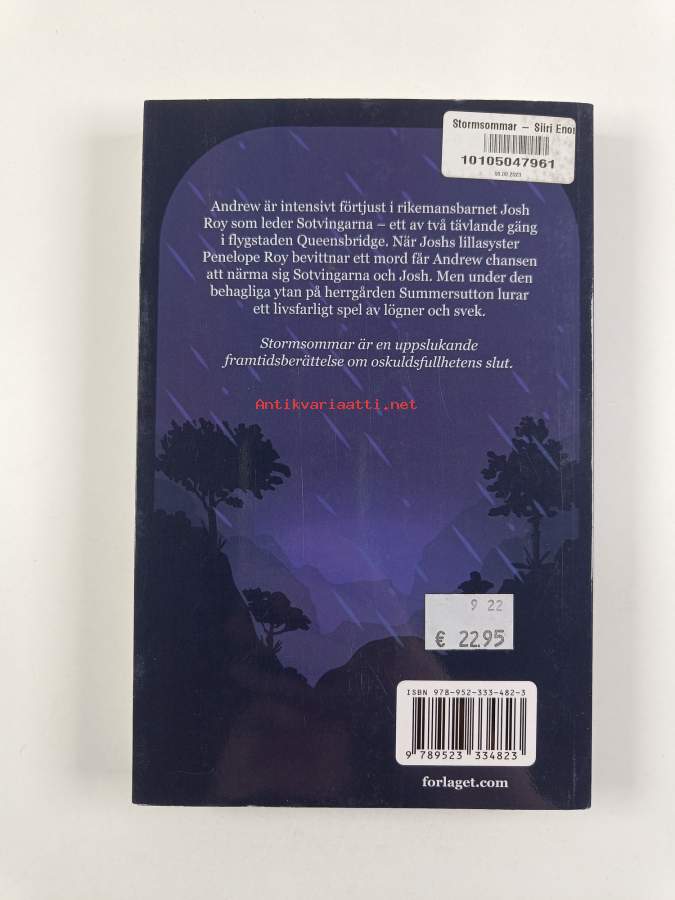 Stormsommar – Siiri Enor
10105047961
Andrew är intensivt förtjust i rikemansbarnet Josh
Roy som leder Sotvingarna – ett av två tävlande gäng
i flygstaden Queensbridge. När Joshs lillasyster
Penelope Roy bevittnar ett mord får Andrew chansen
att närma sig Sotvingarna och Josh. Men under den
behagliga ytan på herrgården Summersutton lurar
ett livsfarligt spel av lögner och svek.
Stormsommar är en uppslukande
framtidsberättelse om oskuldsfullhetens slut.
Antikvariaatti.net
9 22
€ 22.95
ISBN 978-952-333-482-3
9 789523 334823
forlaget.com